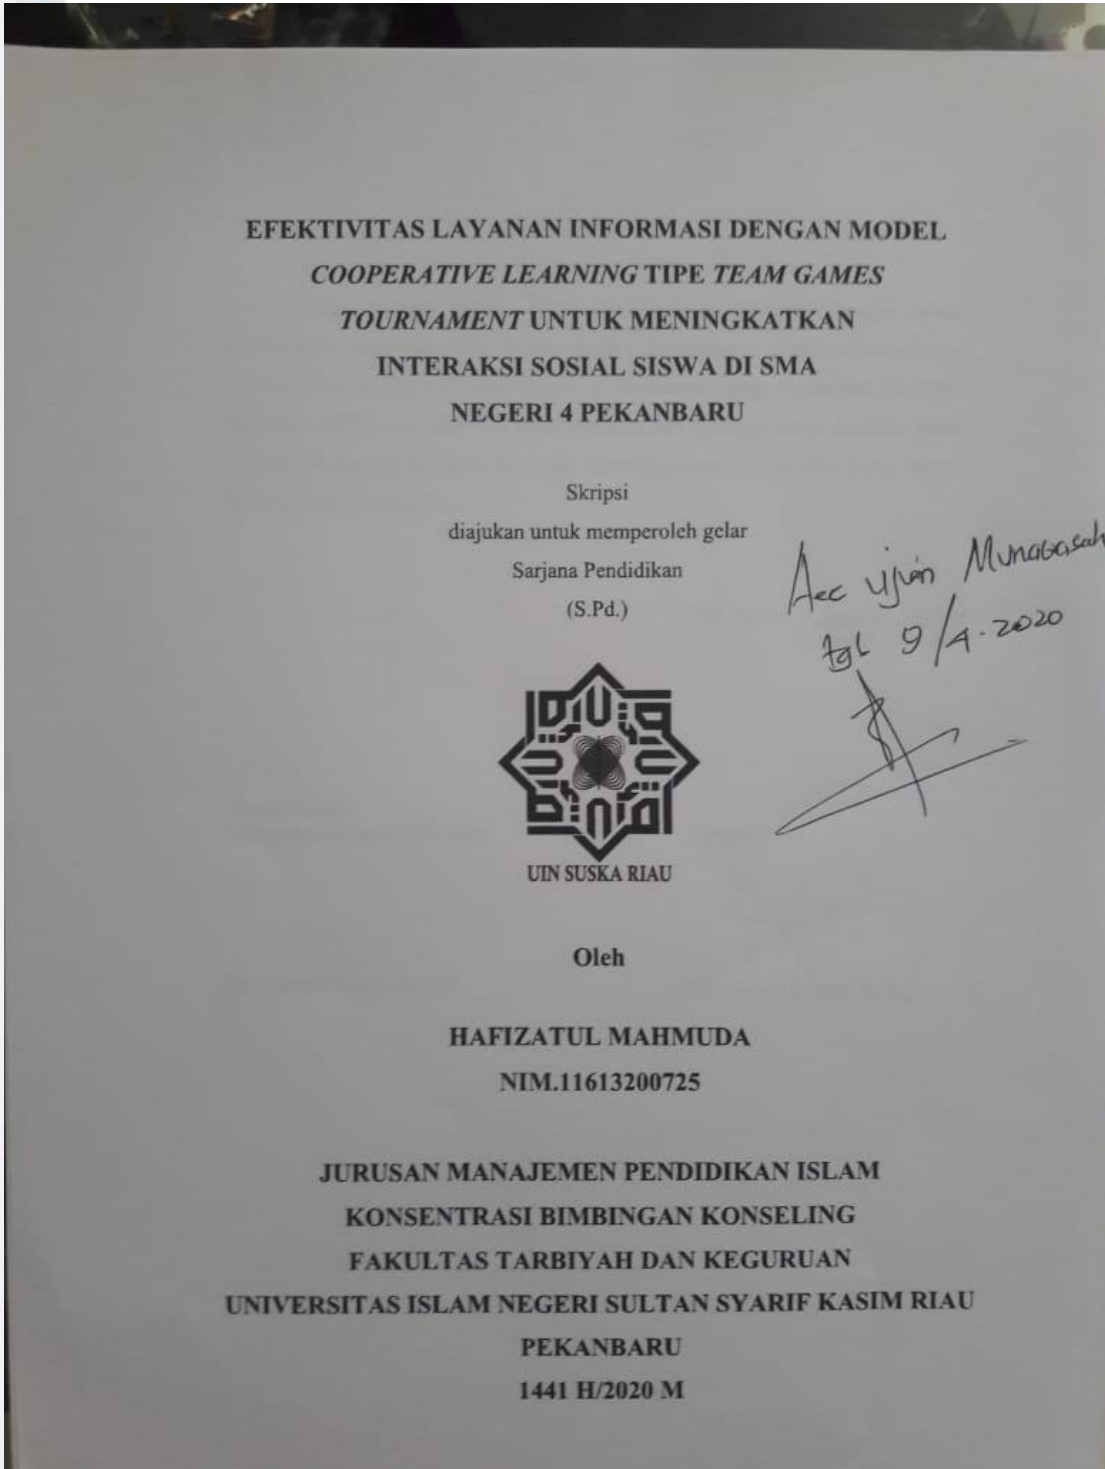 EFEKTIVITAS LAYANAN INFORMASI DENGAN MODEL
COOPERATIVE LEARNING TIPE TEAM GAMES
TOURNAMENT UNTUK MENINGKATKAN
INTERAKSI SOSIAL SISWA DI SMA
NEGERI 4 PEKANBARU
Skripsi
diajukan untuk memperoleh gelar
Sarjana Pendidikan
(S.Pd.)
Acc ujian Munaqasah
tgl 9/4.2020
UIN SUSKA RIAU
Oleh
HAFIZATUL MAHMUDA
NIM.11613200725
JURUSAN MANAJEMEN PENDIDIKAN ISLAM
KONSENTRASI BIMBINGAN KONSELING
FAKULTAS TARBIYAH DAN KEGURUAN
UNIVERSITAS ISLAM NEGERI SULTAN SYARIF KASIM RIAU
PEKANBARU
1441 H/2020 M